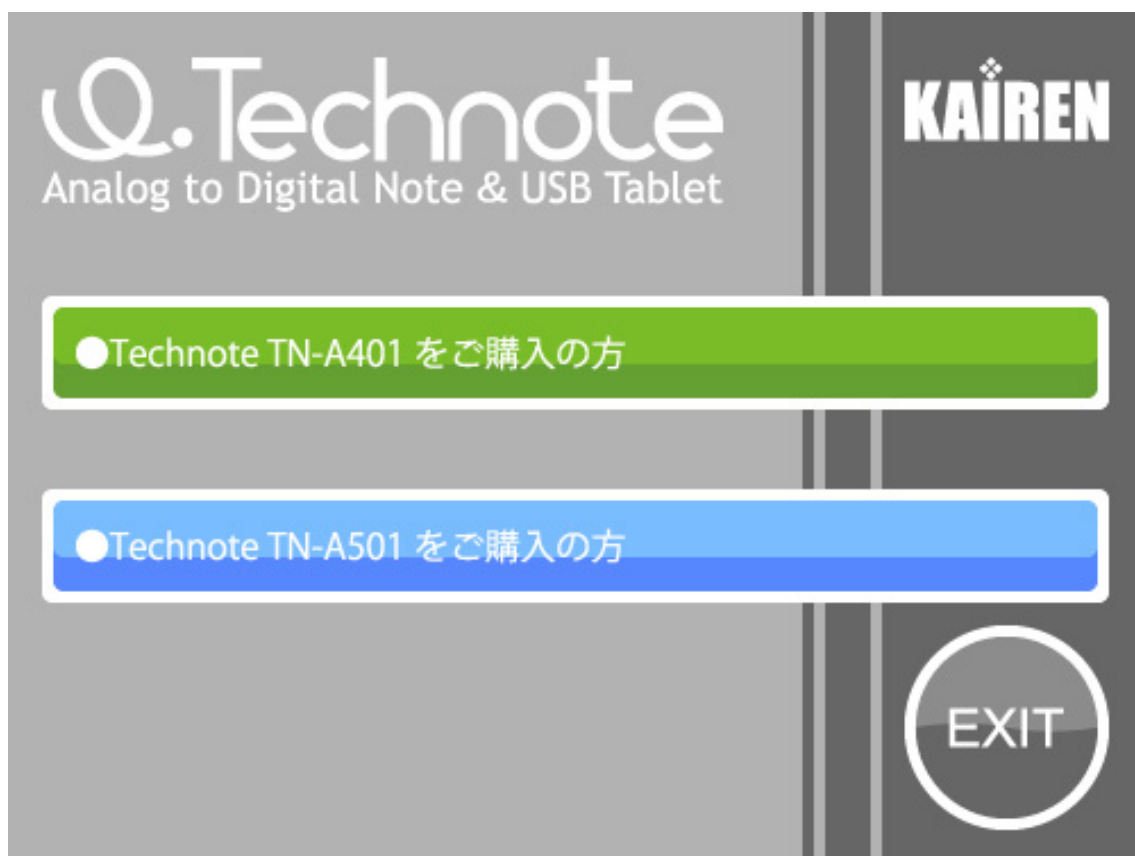 Technote
KAIREN
Analog to Digital Note & USB Tablet
●Technote TN-A401 をご購入の方
●Technote TN-A501 をご購入の方
EXIT